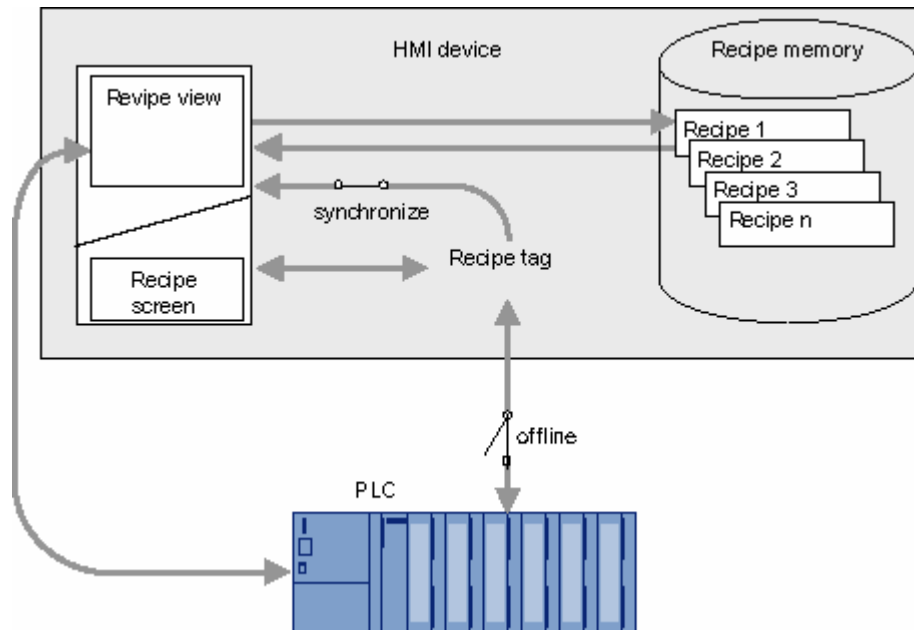 HMI device
Recipe memory
Revipe view
Recipe 1
Recipe 2
Recipe 3
Recipe n
synchronize
Recipe tag
Recipe
screen
offline
PLC